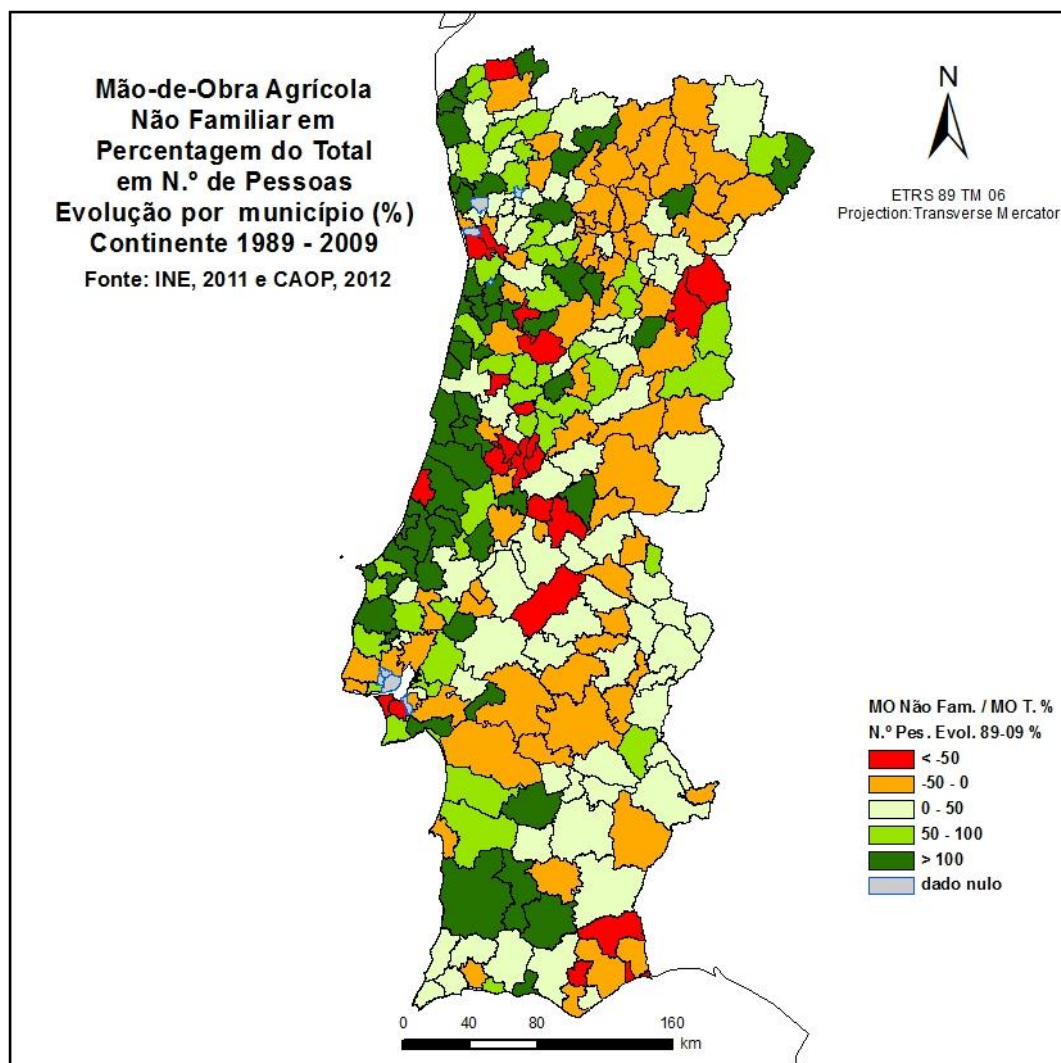 Mão-de-Obra Agrícola
Não Familiar em
Percentagem do Total
em N.º de Pessoas
Evolução por município (%)
Continente 1989 - 2009
Fonte: INE, 2011 e CAOP, 2012
N
ETRS 89 TM 06
Projection: Transverse Mercator
MO Não Fam. / MO T. %
N.º Pes. Evol. 89-09 %
< -50
-50 - 0
0 - 50
50 - 100
> 100
dado nulo
0 40 80 160
km